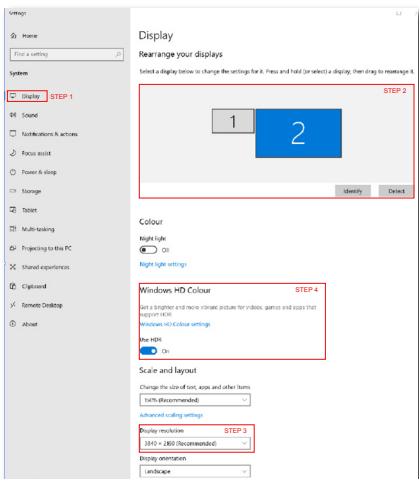 Settings
Home
Find a setting
System
Display STEP 1
Sound
Notifications & actions
Focus assist
Power & sleep
Storage
Tablet
Multi-tasking
Projecting to this PC
Shared experiences
Clipboard
Remote Desktop
About
Display
Rearrange your displays
Select a display below to change the settings for it. Press and hold (or select) a display, then drag to rearrange it.
STEP 2
1
2
Identify Detect
Colour
Night light
Off
Night light settings
Windows HD Colour STEP 4
Get a brighter and more vibrant picture for videos, games and apps that
support HDR.
Windows HD Colour settings
Use HDR
On
Scale and layout
Change the size of text, apps and other items
150% (Recommended)
Advanced scaling settings
Display resolution STEP 3
3840 × 2160 (Recommended)
Display orientation
Landscape